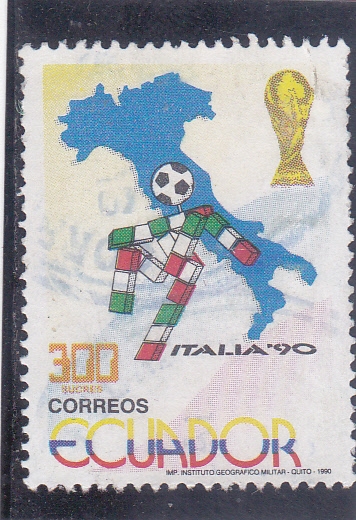 ITALIA'90
300
SUCRES
CORREOS
ECUADOR
IMP. INSTITUTO GEOGRAFICO MILITAR - QUITO - 1990